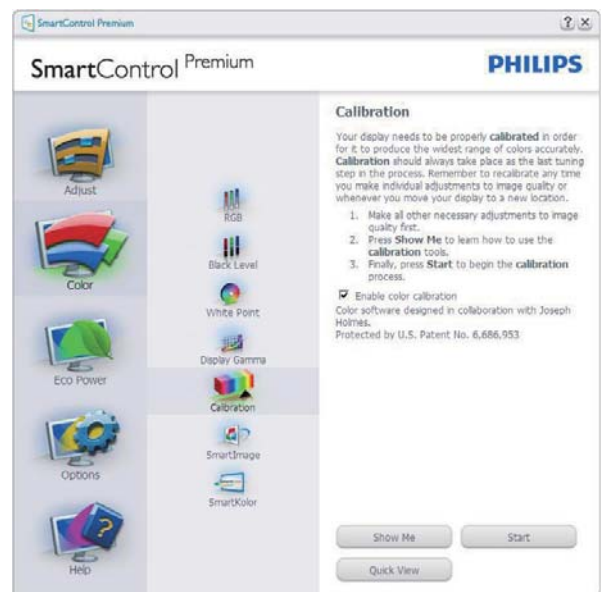 SmartControl Premium
? ×
SmartControl Premium
PHILIPS
Adjust
Color
Eco Power
Options
Help
RGB
Black Level
White Point
Display Gamma
Calibration
SmartImage
SmartKolor
Calibration
Your display needs to be properly calibrated in order
for it to produce the widest range of colors accurately.
Calibration should always take place as the last tuning
step in the process. Remember to recalibrate any time
you make individual adjustments to image quality or
whenever you move your display to a new location.
1. Make all other necessary adjustments to image
quality first.
2. Press Show Me to learn how to use the
calibration tools.
3. Finally, press Start to begin the calibration
process.
Enable color calibration
Color software designed in collaboration with Joseph
Holmes.
Protected by U.S. Patent No. 6,686,953
Show Me
Start
Quick View